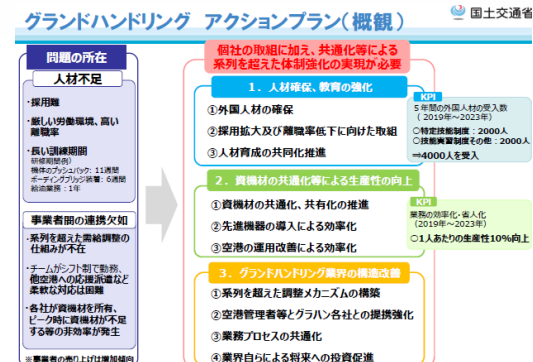 グランドハンドリング アクションプラン(概観)
国土交通省
問題の所在
人材不足
・採用難
・厳しい労働環境、高い
離職率
・長い訓練期間
研修期間例)
機体のプッシュバック:11週間
ボーディングブリッジ装着:6週間
給油業務:1年
事業者間の連携欠如
・系列を超えた需給調整の
仕組みが不在
・チームがシフト制で勤務、
他空港への応援派遣など
柔軟な対応は困難
・各社が資機材を所有、
ピーク時に資機材が不足
する等の非効率が発生
※事業者の売り上げは増加傾向
個社の取組に加え、共通化等による
系列を超えた体制強化の実現が必要
1.人材確保、教育の強化
①外国人材の確保
②採用拡大及び離職率低下に向けた取組
③人材育成の共同化推進
KPI
5年間の外国人材の受入数
(2019年~2023年)
○特定技能制度:2000人
○技能実習制度その他:2000人
⇒4000人を受入
2.資機材の共通化等による生産性の向上
①資機材の共通化、共有化の推進
②先進機器の導入による効率化
③空港の運用改善による効率化
KPI
業務の効率化・省人化
(2019年~2023年)
○1人あたりの生産性10%向上
3.グランドハンドリング業界の構造改善
①系列を超えた調整メカニズムの構築
②空港管理者等とグラハン各社との提携強化
③業務プロセスの共通化
④業界自らによる将来への投資促進